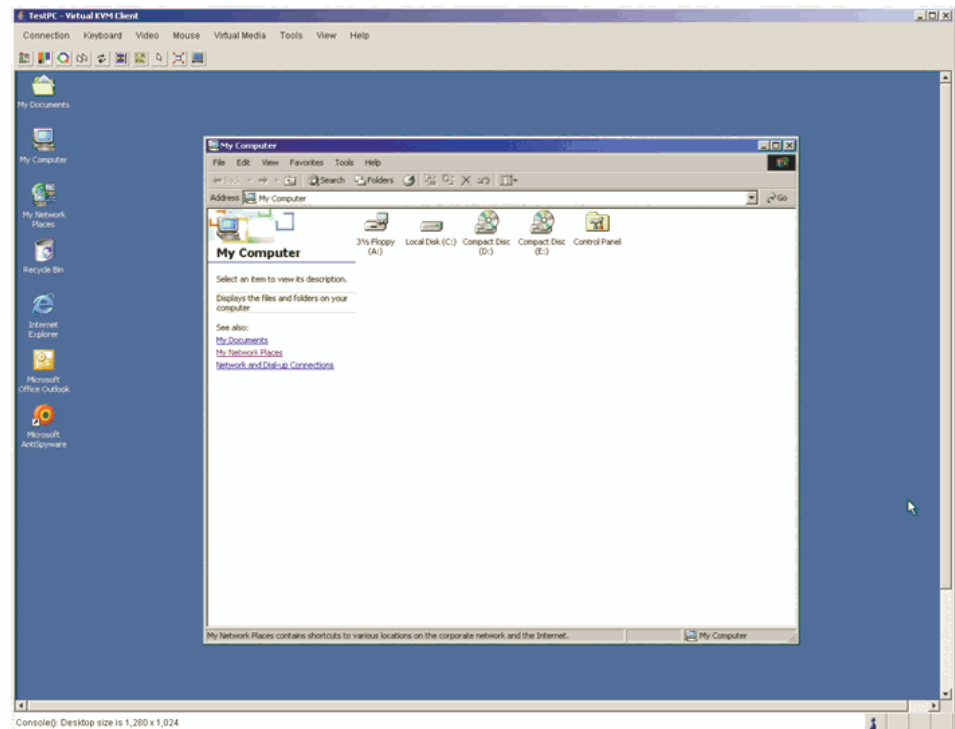 TestPC - Virtual KVM Client
Connection Keyboard Video Mouse Virtual Media Tools View Help
My Documents
My Computer
My Network
Places
Recycle Bin
Internet
Explorer
Microsoft
Office Outlook
Microsoft
AntiSpyware
My Computer
File Edit View Favorites Tools Help
Back Search Folders
Address My Computer Go
3½ Floppy
(A:)
Local Disk (C:)
Compact Disc
(D:)
Compact Disc
(E:)
Control Panel
My Computer
Select an item to view its description.
Displays the files and folders on your
computer
See also:
My Documents
My Network Places
Network and Dial-up Connections
My Network Places contains shortcuts to various locations on the corporate network and the Internet.
My Computer
Console(): Desktop size is 1,280 x 1,024